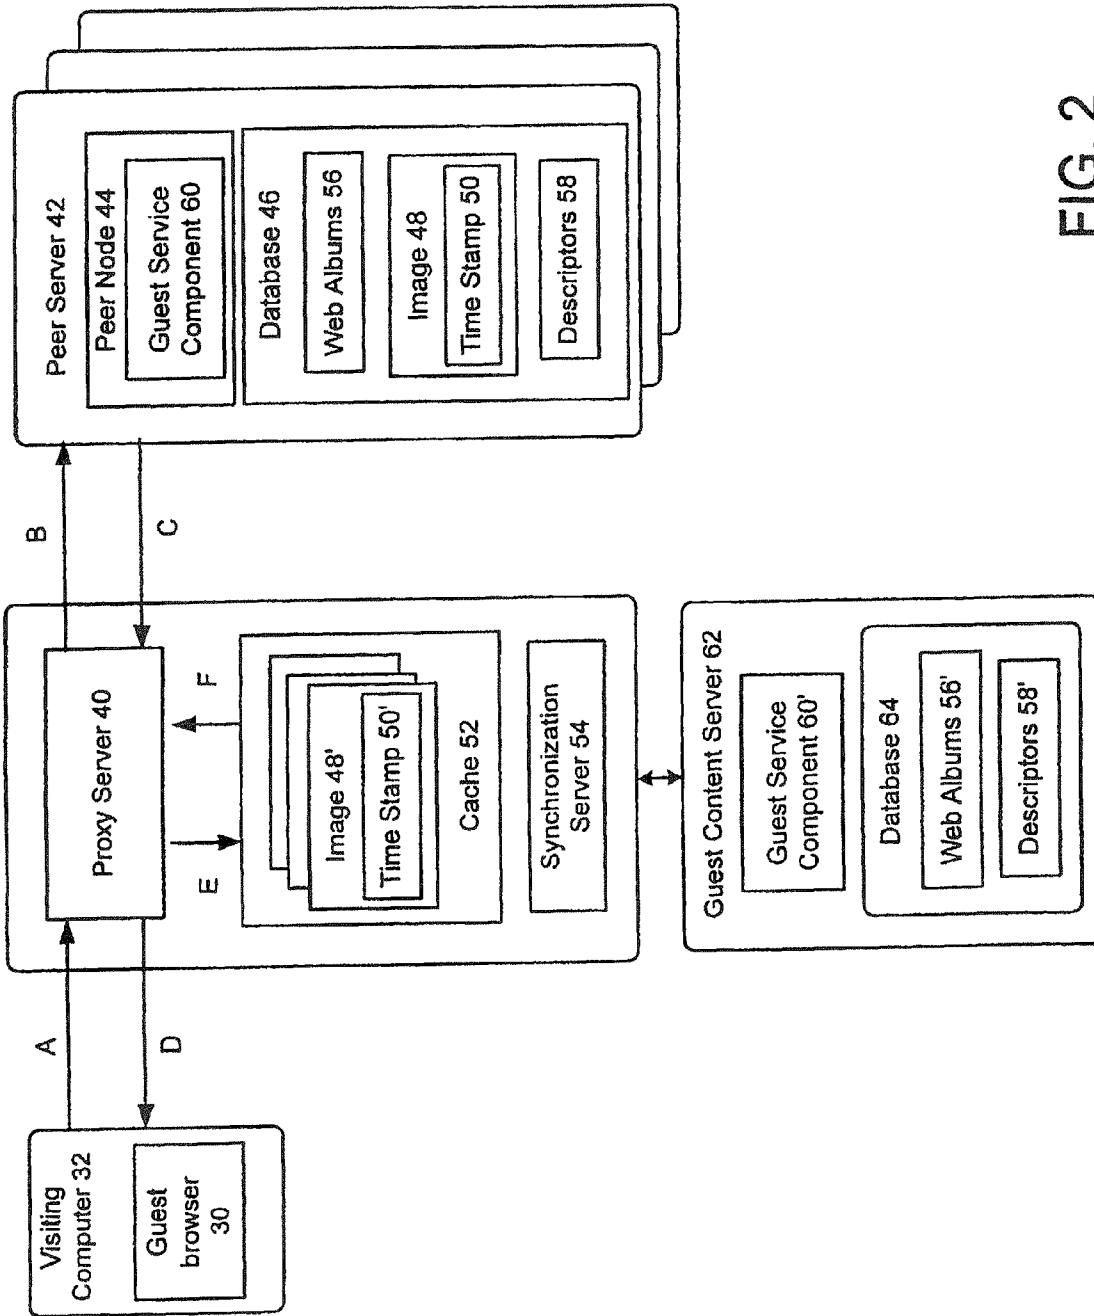 Visiting
Computer 32
Guest
browser
30
A
D
Proxy Server 40
E
F
Image 48'
Time Stamp 50'
Cache 52
Synchronization
Server 54
B
C
Peer Server 42
Peer Node 44
Guest Service
Component 60
Database 46
Web Albums 56
Image 48
Time Stamp 50
Descriptors 58
Guest Content Server 62
Guest Service
Component 60'
Database 64
Web Albums 56'
Descriptors 58'
FIG. 2